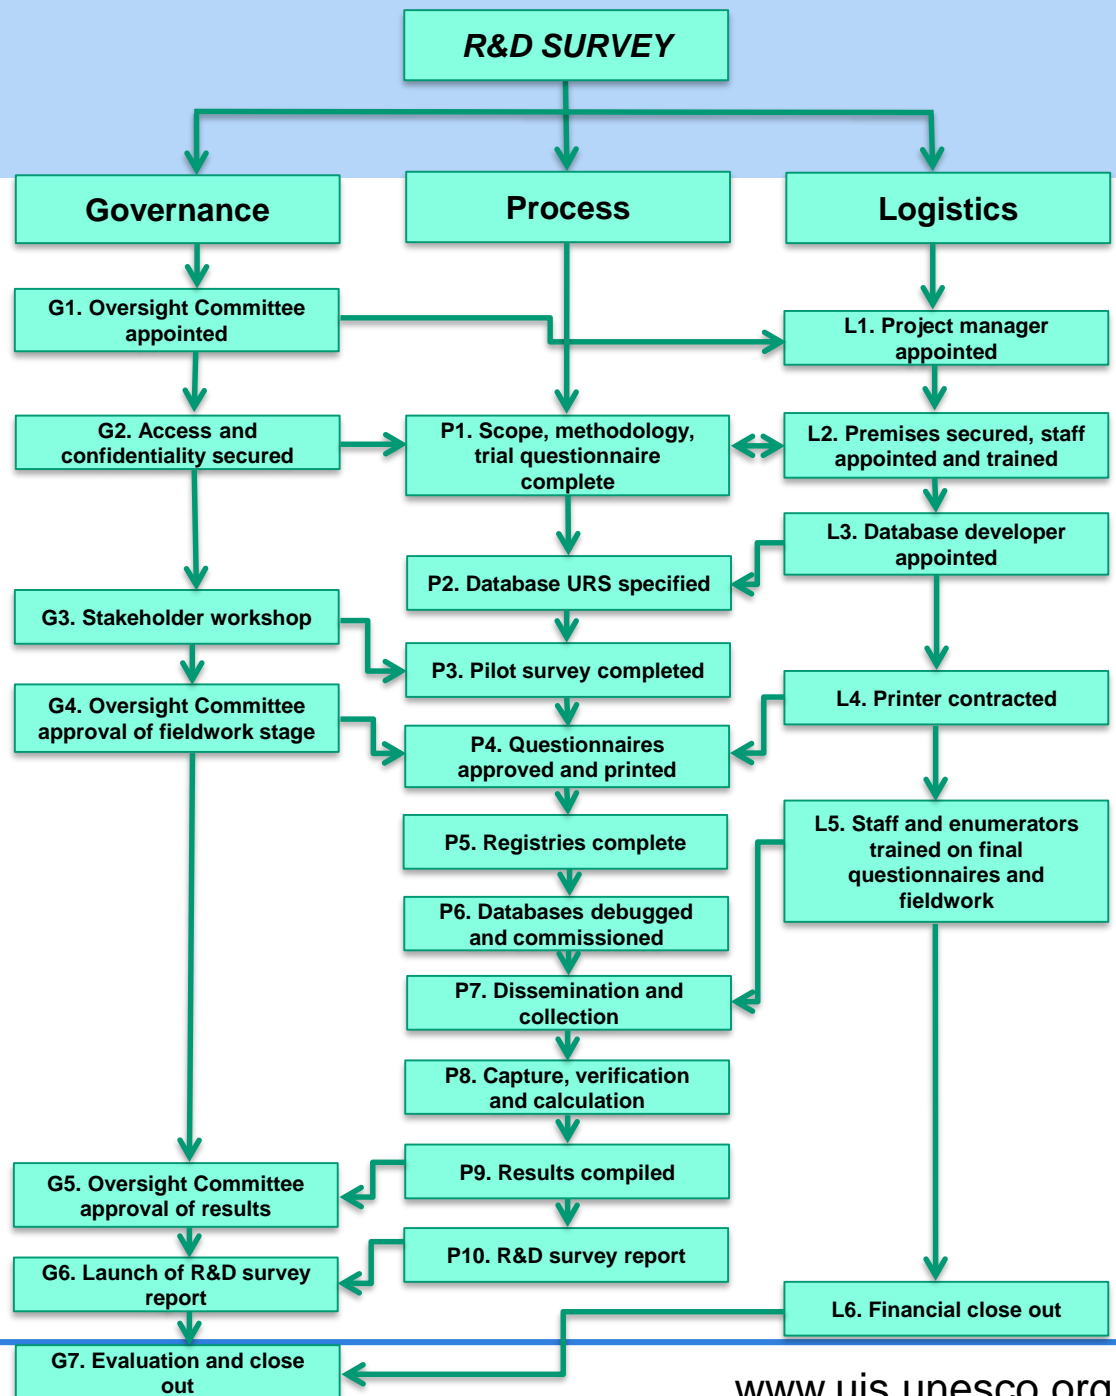 R&D SURVEY
Governance
Process
Logistics
G1. Oversight Committee
appointed
L1. Project manager
appointed
G2. Access and
confidentiality secured
P1. Scope, methodology,
trial questionnaire
complete
L2. Premises secured, staff
appointed and trained
L3. Database developer
appointed
P2. Database URS specified
G3. Stakeholder workshop
P3. Pilot survey completed
G4. Oversight Committee
approval of fieldwork stage
L4. Printer contracted
P4. Questionnaires
approved and printed
P5. Registries complete
L5. Staff and enumerators
trained on final
questionnaires and
fieldwork
P6. Databases debugged
and commissioned
P7. Dissemination and
collection
P8. Capture, verification
and calculation
P9. Results compiled
G5. Oversight Committee
approval of results
P10. R&D survey report
G6. Launch of R&D survey
report
L6. Financial close out
G7. Evaluation and close
out
www.uis.unesco.org